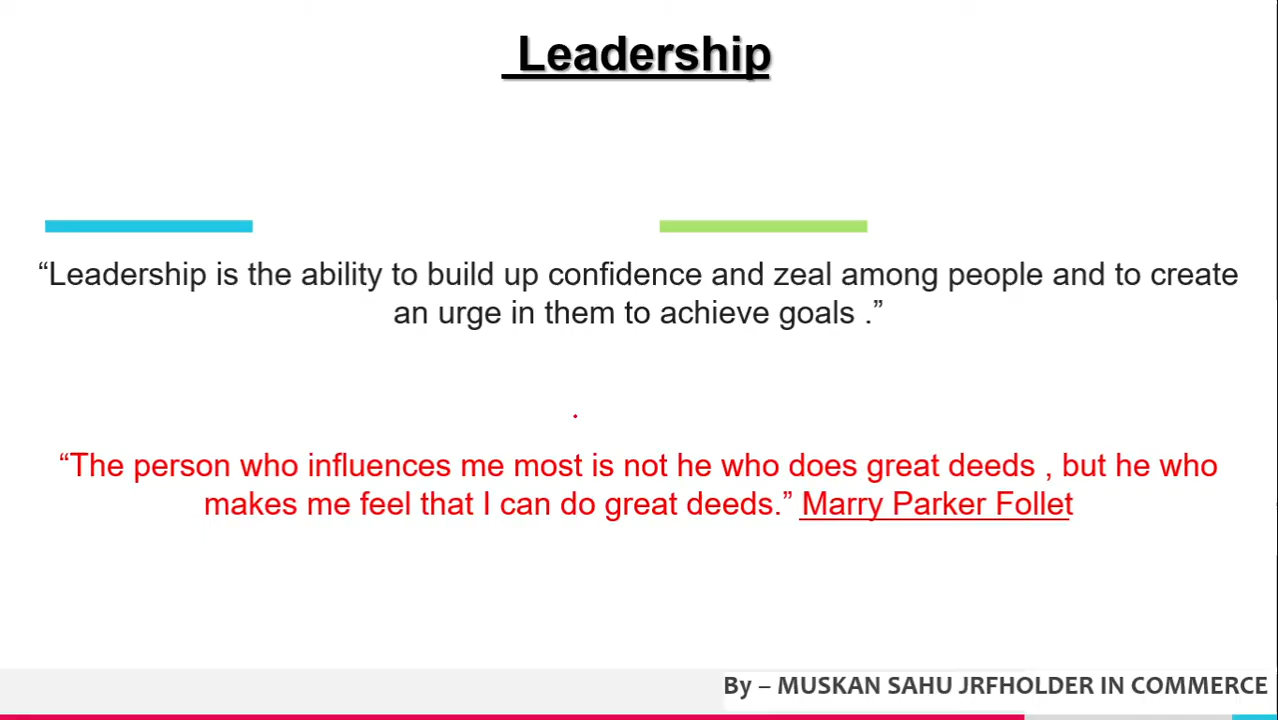 Leadership
“Leadership is the ability to build up confidence and zeal among people and to create
an urge in them to achieve goals .”
“The person who influences me most is not he who does great deeds , but he who
makes me feel that I can do great deeds.” Marry Parker Follet
By – MUSKAN SAHU JRFHOLDER IN COMMERCE